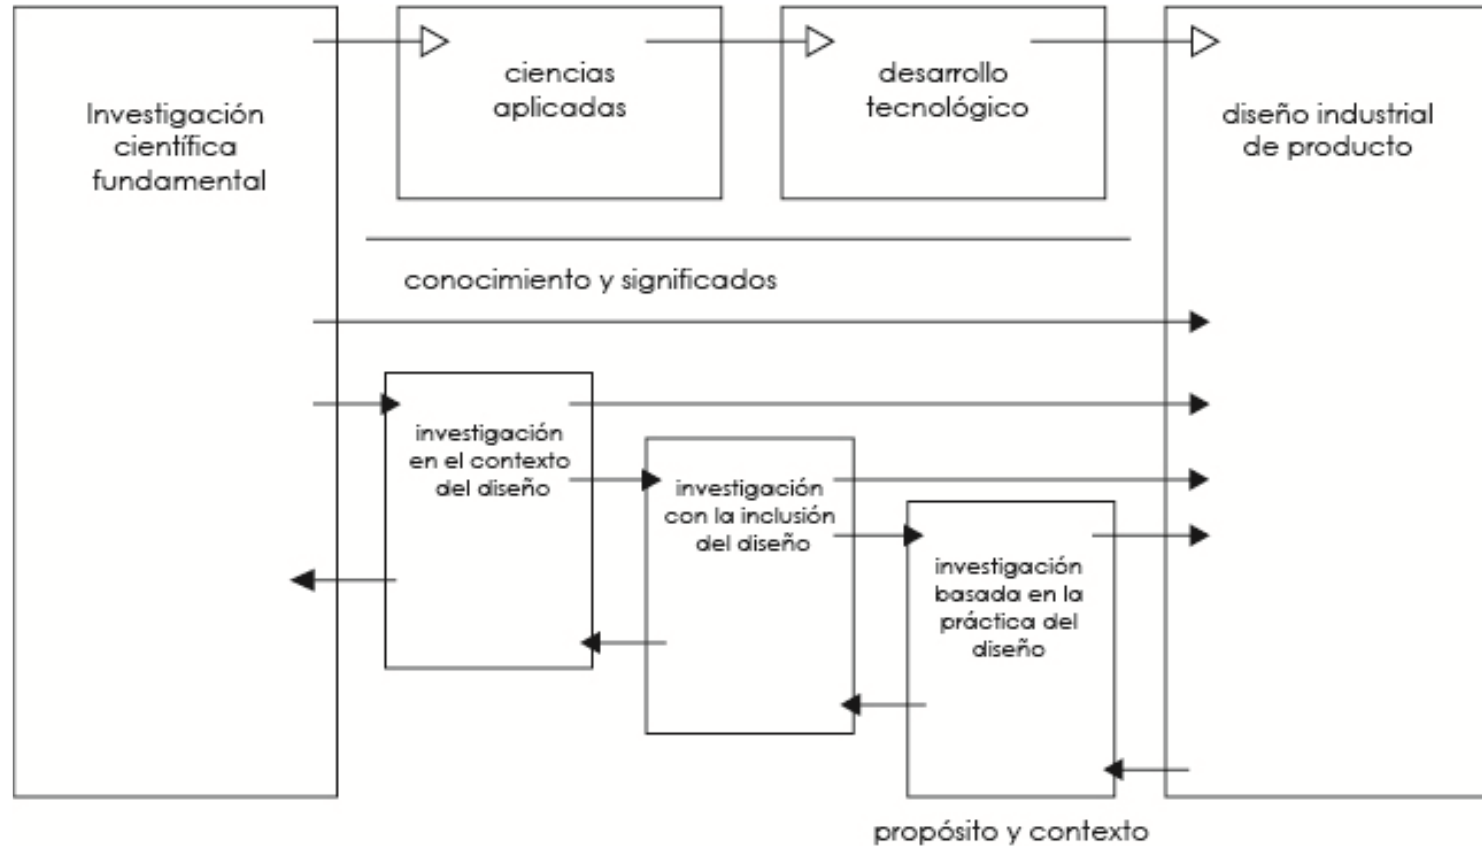 Investigación
científica
fundamental
ciencias
aplicadas
desarrollo
tecnológico
diseño industrial
de producto
conocimiento y significados
investigación
en el contexto
del diseño
investigación
con la inclusión
del diseño
investigación
basada en la
práctica del
diseño
propósito y contexto